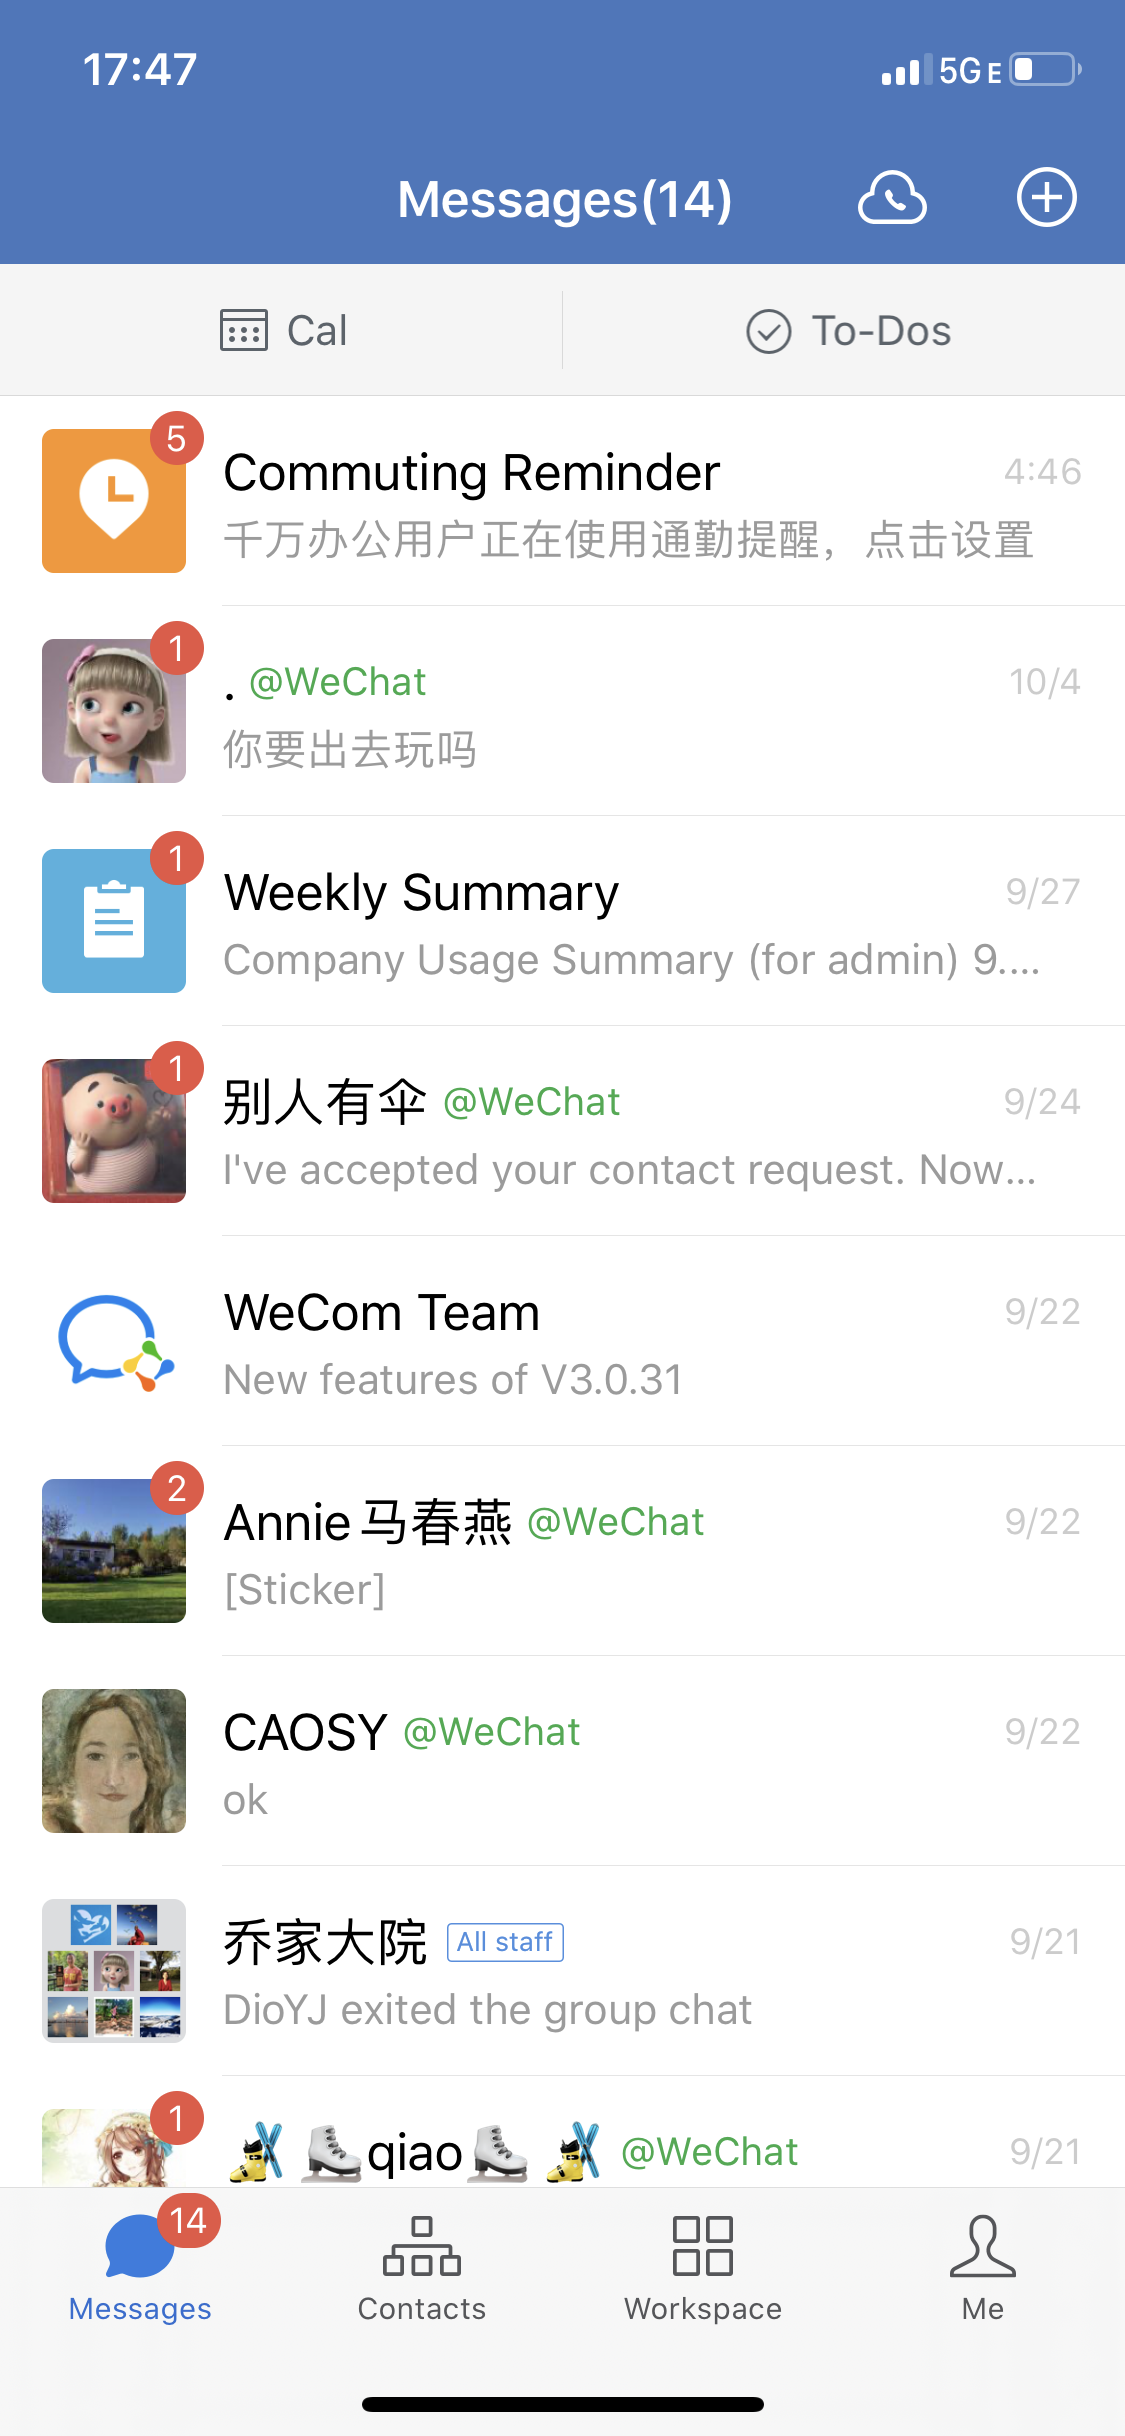 17:47
5G E
Messages(14)
Cal
To-Dos
5
Commuting Reminder
4:46
千万办公用户正在使用通勤提醒，点击设置
1
. @WeChat
10/4
你要出去玩吗
1
Weekly Summary
9/27
Company Usage Summary (for admin) 9....
1
别人有伞 @WeChat
9/24
I've accepted your contact request. Now...
WeCom Team
9/22
New features of V3.0.31
2
Annie马春燕 @WeChat
9/22
[Sticker]
CAOSY @WeChat
9/22
ok
乔家大院 All staff
9/21
DioYJ exited the group chat
1
🎿⛸qiao⛸🎿 @WeChat
9/21
14
Messages
Contacts
Workspace
Me